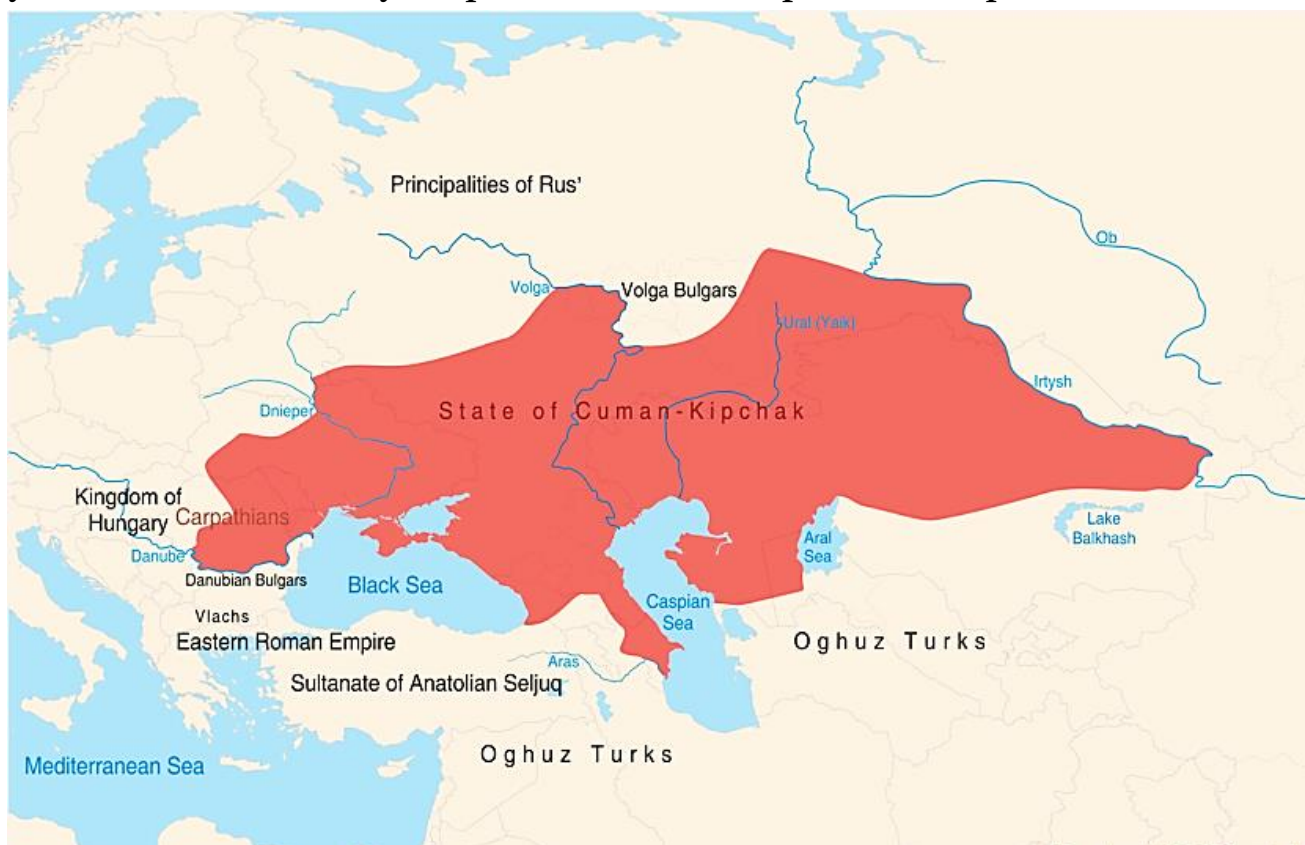 Principalities of Rus'
Ob
Volga
Volga Bulgars
Ural (Yaik)
Irtysh
Dnieper
State of Cuman-Kipchak
Kingdom of
Hungary
Carpathians
Lake
Balkhash
Aral
Sea
Danube
Danubian Bulgars
Black Sea
Caspian
Sea
Vlachs
Eastern Roman Empire
Oghuz Turks
Aras
Sultanate of Anatolian Seljuq
Oghuz Turks
Mediterranean Sea